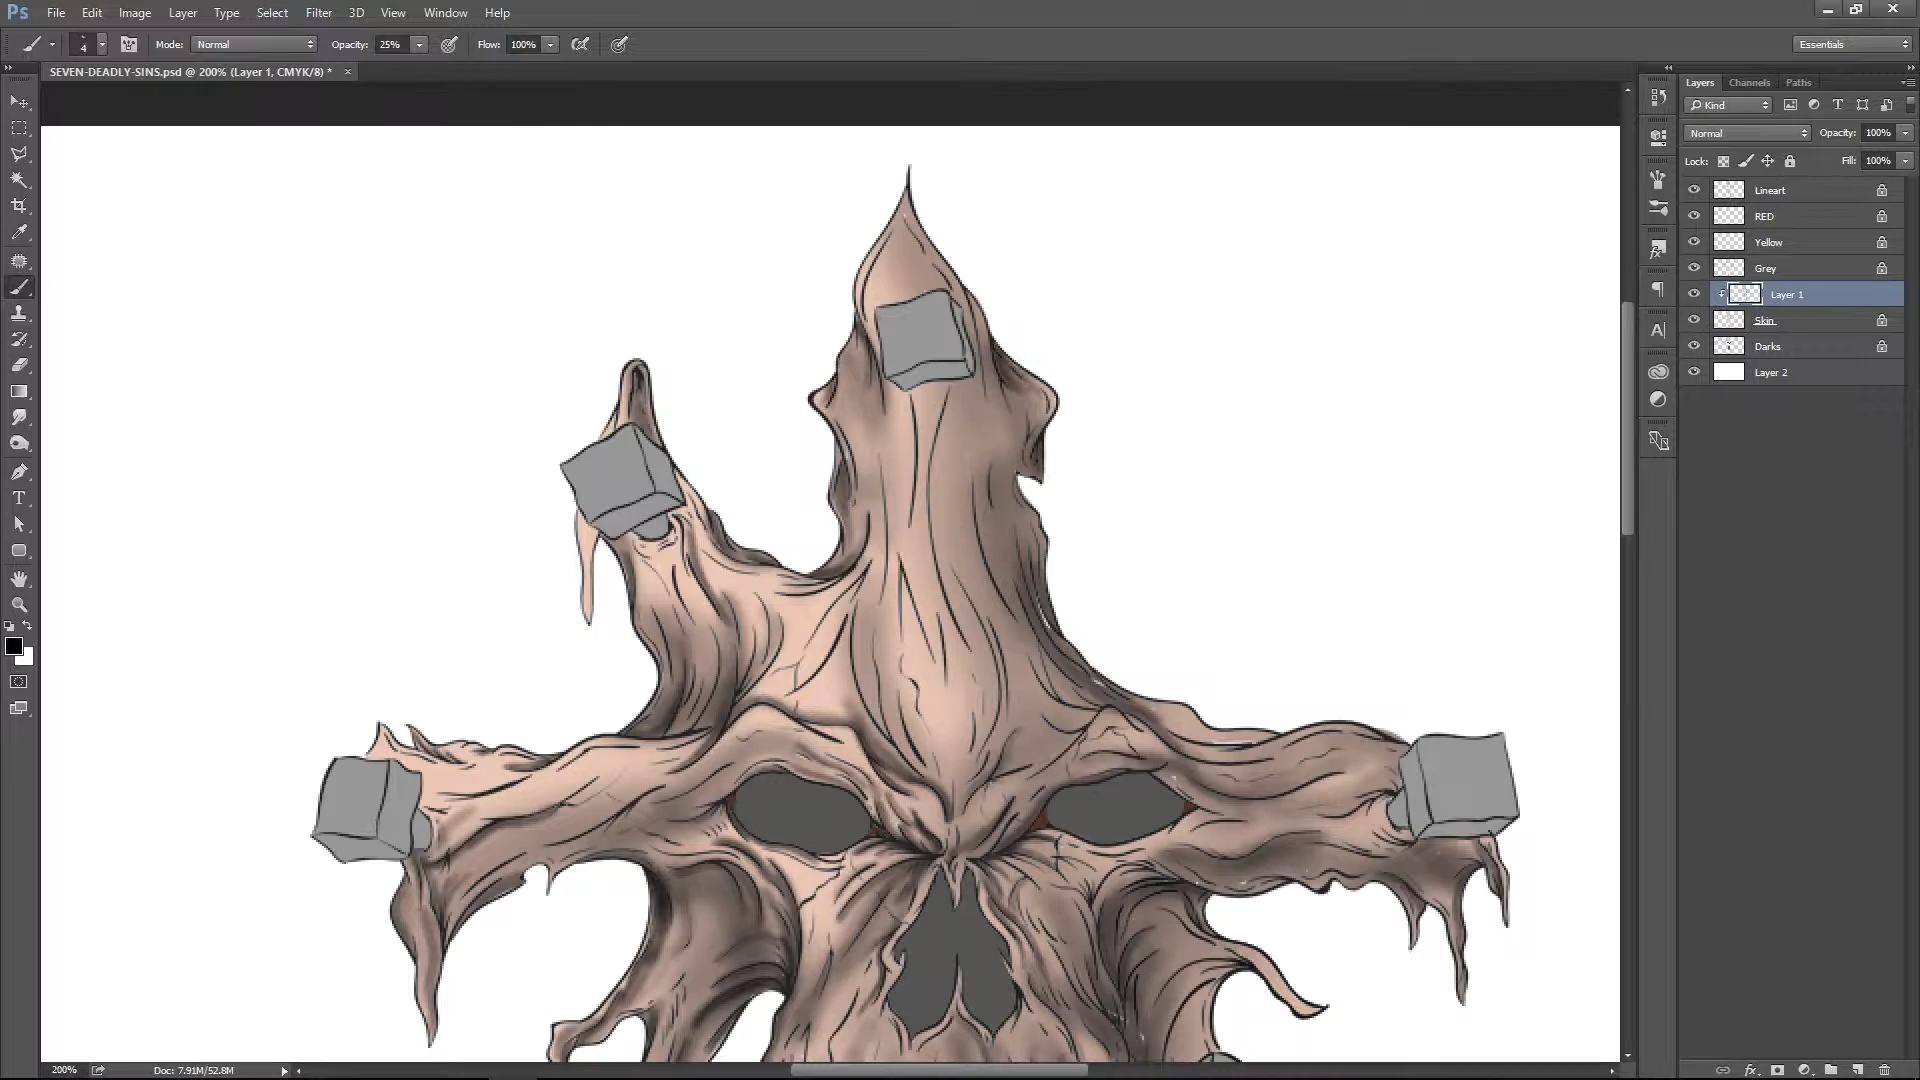 Ps File Edit Image Layer Type Select Filter 3D View Window Help
4 Mode: Normal Opacity: 25% Flow: 100% Essentials
SEVEN-DEADLY-SINS.psd @ 200% (Layer 1, CMYK/8) * ×
Layers Channels Paths
Kind
Normal Opacity: 100%
Lock: Fill: 100%
Lineart
RED
Yellow
Grey
Layer 1
Skin
Darks
Layer 2
200% Doc: 7.91M/52.8M